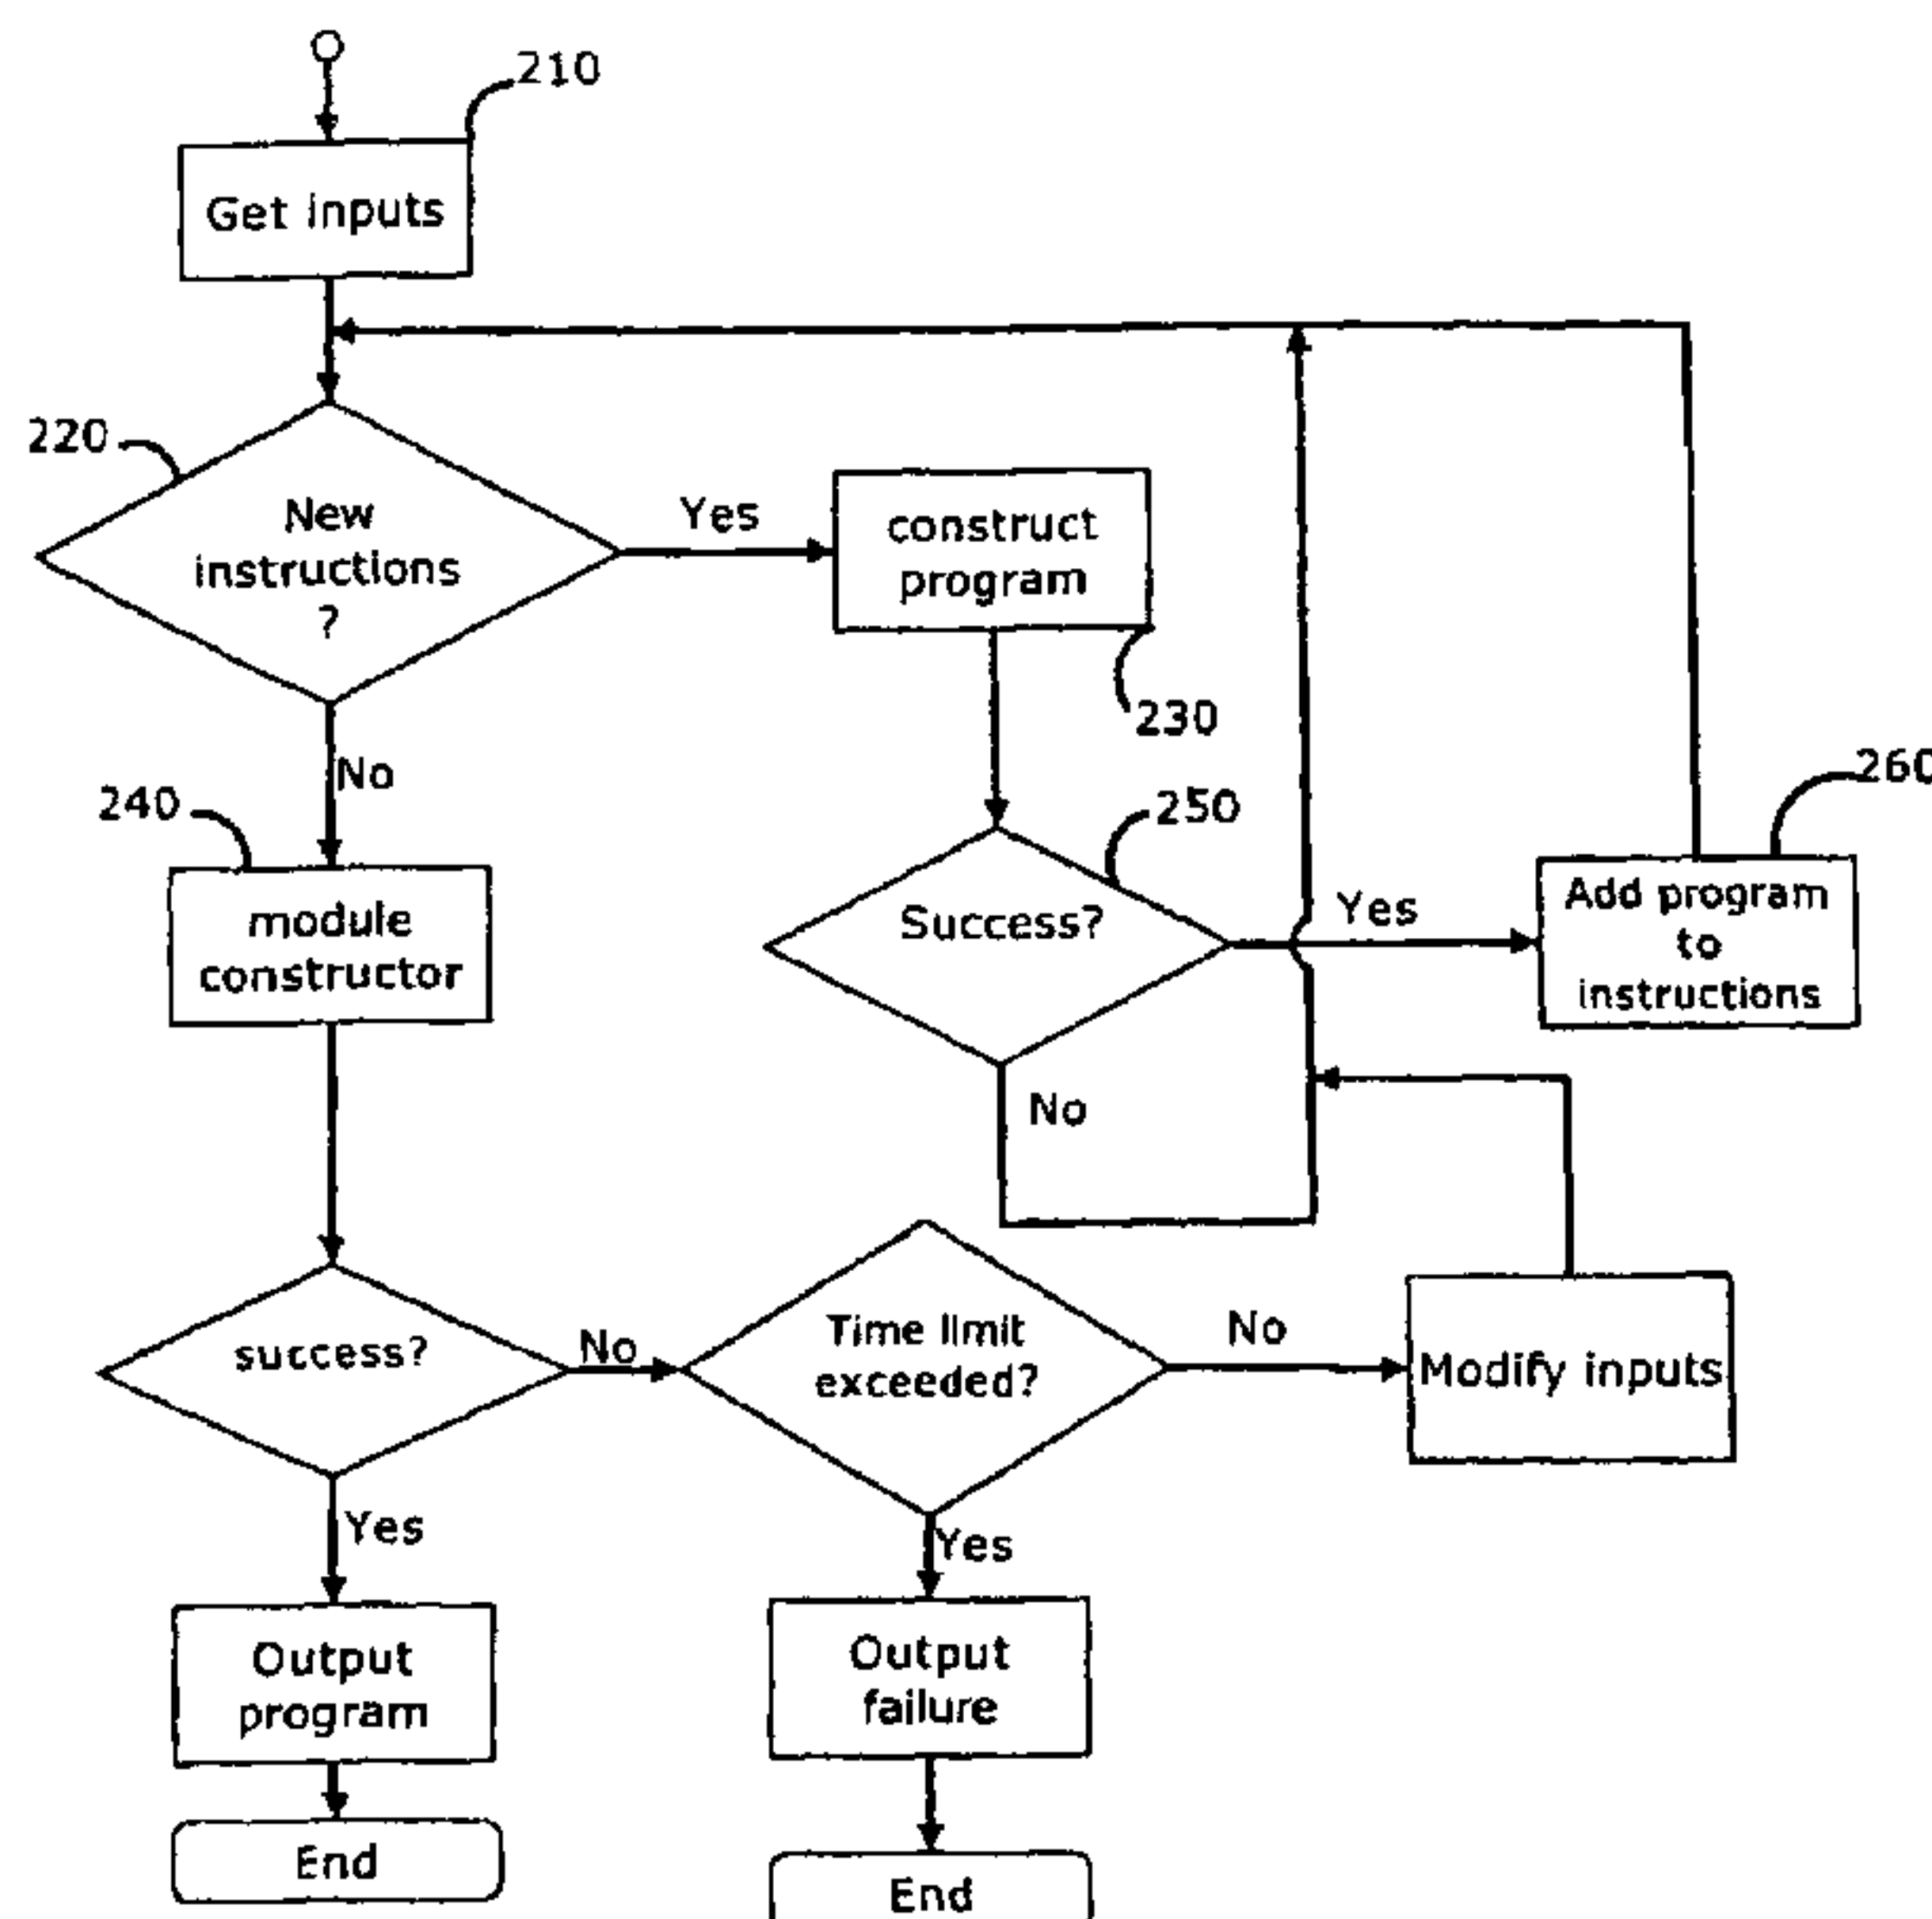 210
Get inputs
220
New
instructions
?
Yes
construct
program
230
No
240
module
constructor
250
Success?
Yes
260
Add program
to
instructions
No
success?
No
Time limit
exceeded?
No
Modify inputs
Yes
Yes
Output
program
Output
failure
End
End